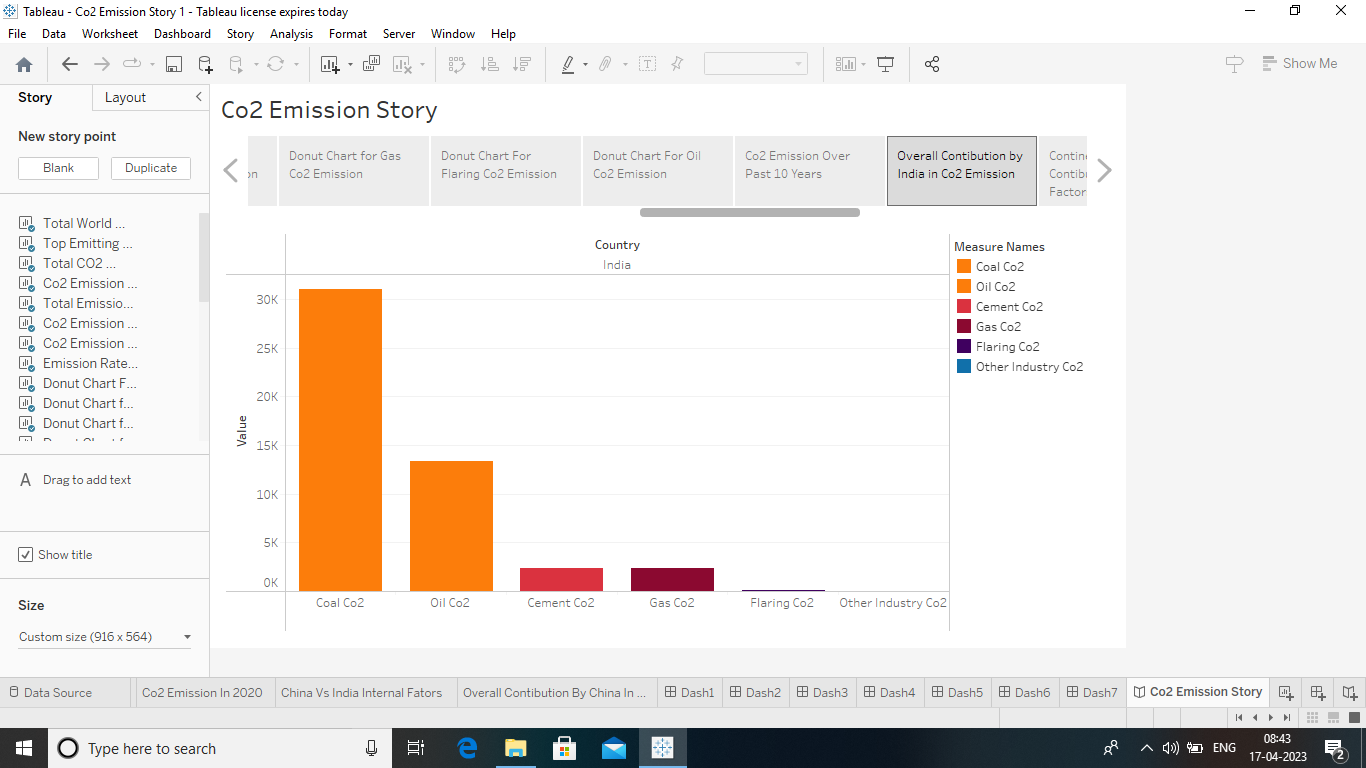 Tableau - Co2 Emission Story 1 - Tableau license expires today
File Data Worksheet Dashboard Story Analysis Format Server Window Help
Show Me
Story Layout
New story point
Blank Duplicate
Total World ...
Top Emitting ...
Total CO2 ...
Co2 Emission ...
Total Emissio...
Co2 Emission ...
Co2 Emission ...
Emission Rate...
Donut Chart F...
Donut Chart f...
Donut Chart f...
Donut Chart f...
A Drag to add text
Show title
Size
Custom size (916 x 564)
Co2 Emission Story
on
Donut Chart for Gas
Co2 Emission
Donut Chart For
Flaring Co2 Emission
Donut Chart For Oil
Co2 Emission
Co2 Emission Over
Past 10 Years
Overall Contibution by
India in Co2 Emission
Contine
Contibu
Factor
Country
India
Value
30K
25K
20K
15K
10K
5K
0K
Coal Co2 Oil Co2 Cement Co2 Gas Co2 Flaring Co2 Other Industry Co2
Measure Names
Coal Co2
Oil Co2
Cement Co2
Gas Co2
Flaring Co2
Other Industry Co2
Data Source Co2 Emission In 2020 China Vs India Internal Fators Overall Contibution By China In ... Dash1 Dash2 Dash3 Dash4 Dash5 Dash6 Dash7 Co2 Emission Story
Type here to search
ENG
08:43
17-04-2023
2